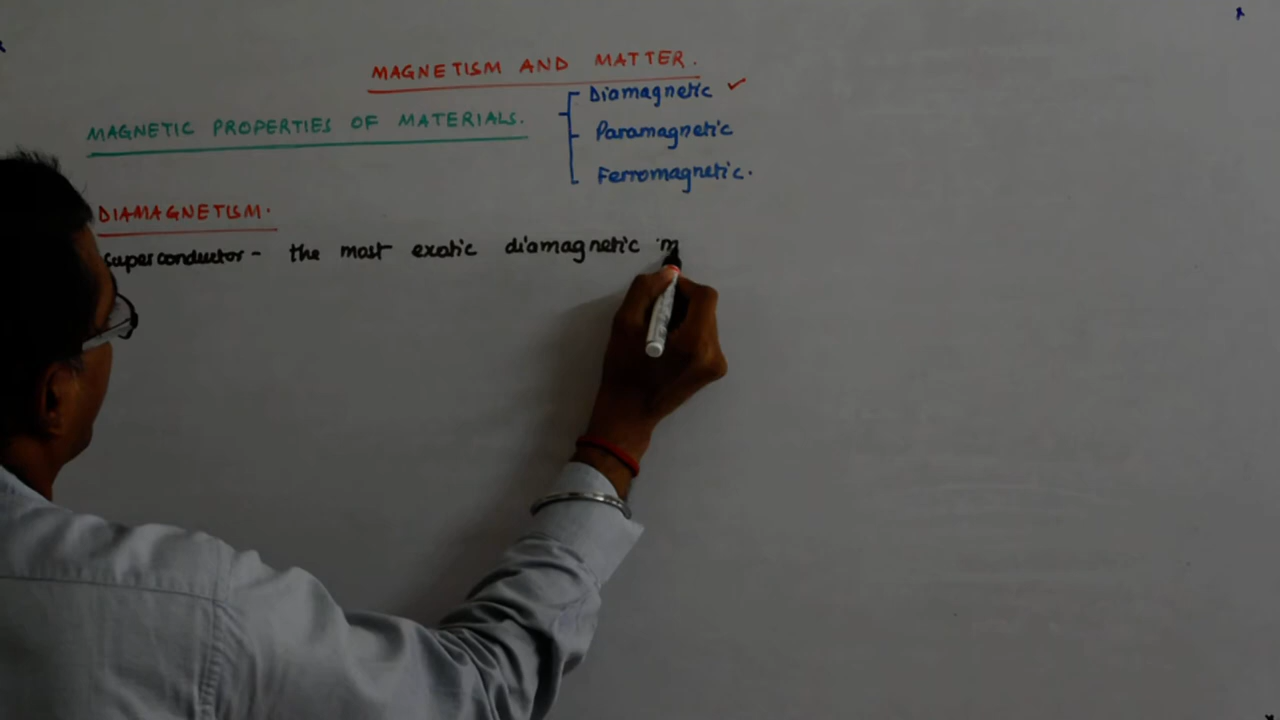 MAGNETISM AND MATTER.
MAGNETIC PROPERTIES OF MATERIALS.
Diamagnetic ✓
Paramagnetic
Ferromagnetic.
DIAMAGNETISM.
Superconductor - the most exotic diamagnetic m